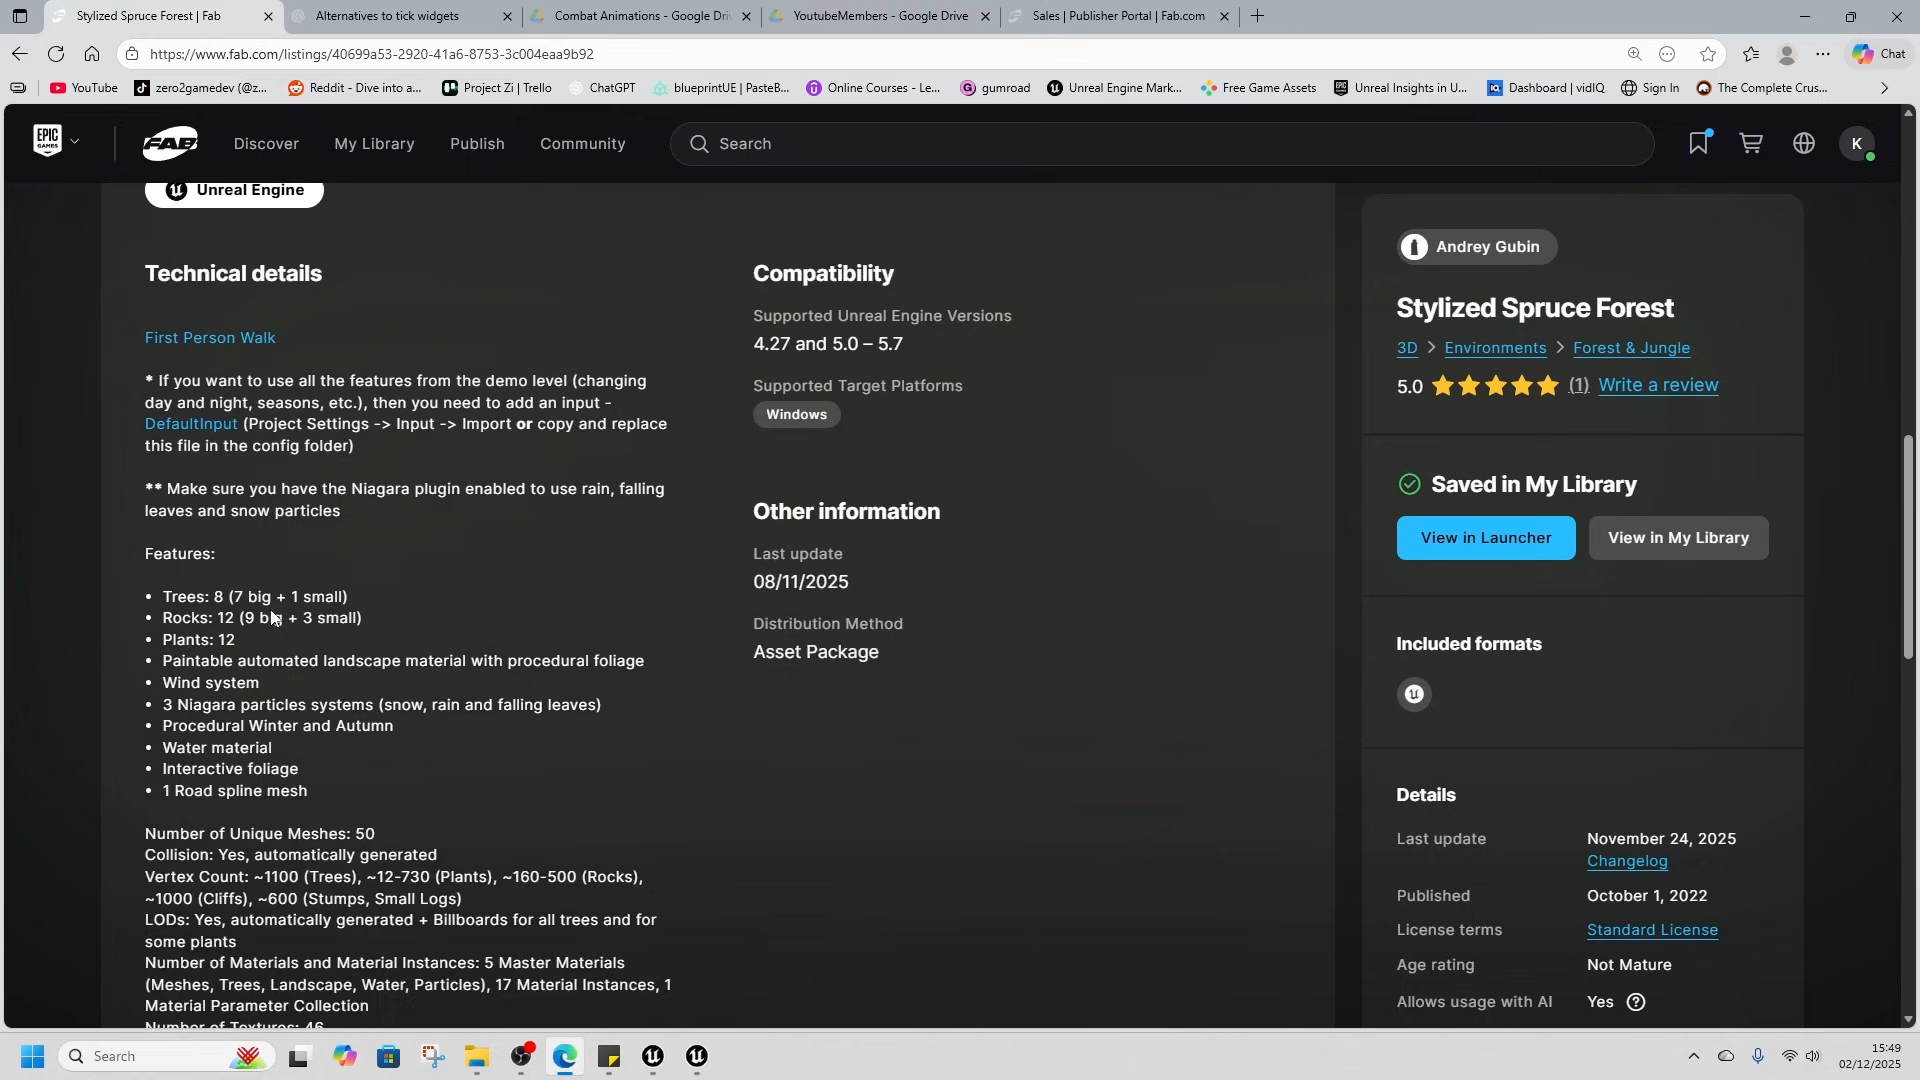 Stylized Spruce Forest | Fab
Alternatives to tick widgets
Combat Animations - Google Dri
YoutubeMembers - Google Drive
Sales | Publisher Portal | Fab.com
https://www.fab.com/listings/40699a53-2920-41a6-8753-3c004eaa9b92
Chat
YouTube
zero2gamedev (@z...
Reddit - Dive into a...
Project Zi | Trello
ChatGPT
blueprintUE | PasteB...
Online Courses - Le...
gumroad
Unreal Engine Mark...
Free Game Assets
Unreal Insights in U...
Dashboard | vidIQ
Sign In
The Complete Crus...
EPIC GAMES
FAB
Discover
My Library
Publish
Community
Search
K
Unreal Engine
Technical details
First Person Walk
* If you want to use all the features from the demo level (changing
day and night, seasons, etc.), then you need to add an input -
DefaultInput (Project Settings -> Input -> Import or copy and replace
this file in the config folder)
** Make sure you have the Niagara plugin enabled to use rain, falling
leaves and snow particles
Features:
• Trees: 8 (7 big + 1 small)
• Rocks: 12 (9 big + 3 small)
• Plants: 12
• Paintable automated landscape material with procedural foliage
• Wind system
• 3 Niagara particles systems (snow, rain and falling leaves)
• Procedural Winter and Autumn
• Water material
• Interactive foliage
• 1 Road spline mesh
Number of Unique Meshes: 50
Collision: Yes, automatically generated
Vertex Count: ~1100 (Trees), ~12-730 (Plants), ~160-500 (Rocks),
~1000 (Cliffs), ~600 (Stumps, Small Logs)
LODs: Yes, automatically generated + Billboards for all trees and for
some plants
Number of Materials and Material Instances: 5 Master Materials
(Meshes, Trees, Landscape, Water, Particles), 17 Material Instances, 1
Material Parameter Collection
Number of Textures: 46
Compatibility
Supported Unreal Engine Versions
4.27 and 5.0 – 5.7
Supported Target Platforms
Windows
Other information
Last update
08/11/2025
Distribution Method
Asset Package
Andrey Gubin
Stylized Spruce Forest
3D > Environments > Forest & Jungle
5.0 (1) Write a review
Saved in My Library
View in Launcher
View in My Library
Included formats
Details
Last update November 24, 2025
Changelog
Published October 1, 2022
License terms Standard License
Age rating Not Mature
Allows usage with AI Yes
Search
15:49
02/12/2025